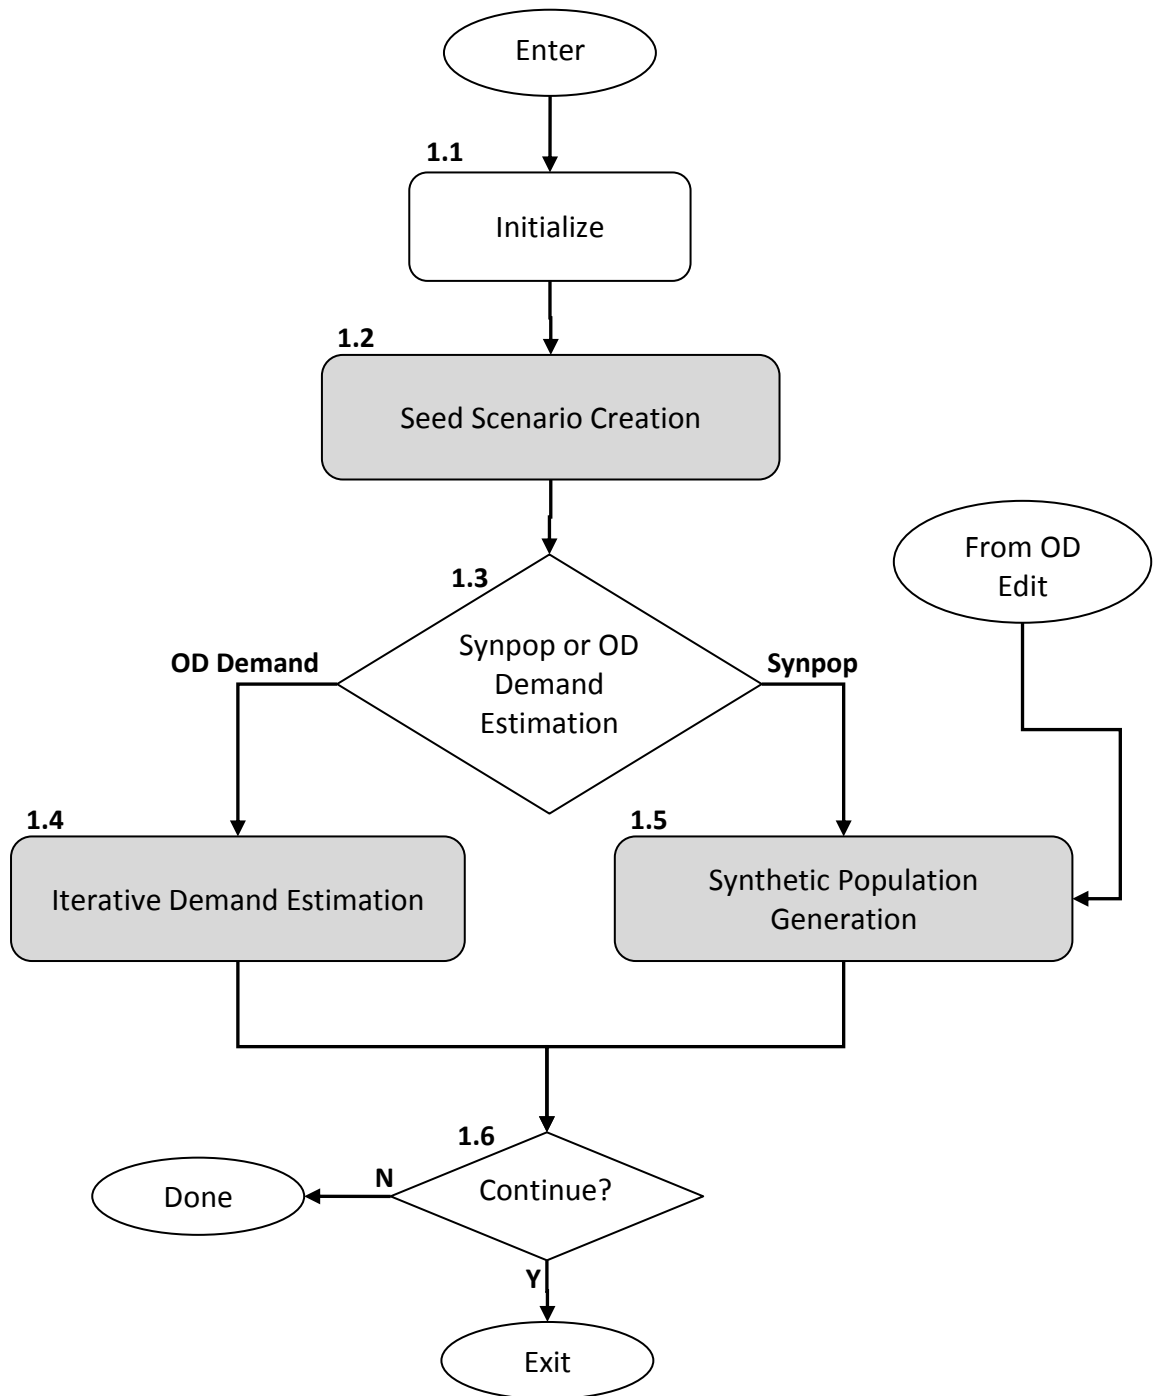 Enter
1.1
Initialize
1.2
Seed Scenario Creation
From OD
Edit
1.3
Synpop or OD
Demand
Estimation
OD Demand
Synpop
1.4
Iterative Demand Estimation
1.5
Synthetic Population
Generation
1.6
Continue?
N
Done
Y
Exit